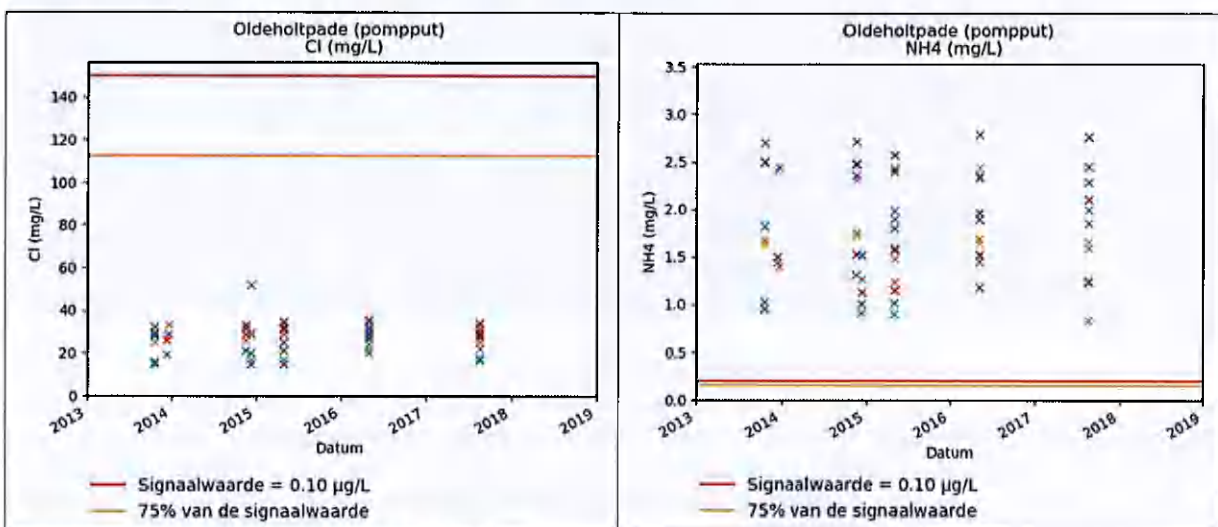 Oldeholtpade (pompput)
Cl (mg/L)
Cl (mg/L)
140
120
100
80
60
40
20
0
2013
2014
2015
2016
2017
2018
2019
Datum
Signaalwaarde = 0.10 µg/L
75% van de signaalwaarde
Oldeholtpade (pompput)
NH4 (mg/L)
NH4 (mg/L)
3.5
3.0
2.5
2.0
1.5
1.0
0.5
0.0
2013
2014
2015
2016
2017
2018
2019
Datum
Signaalwaarde = 0.10 µg/L
75% van de signaalwaarde